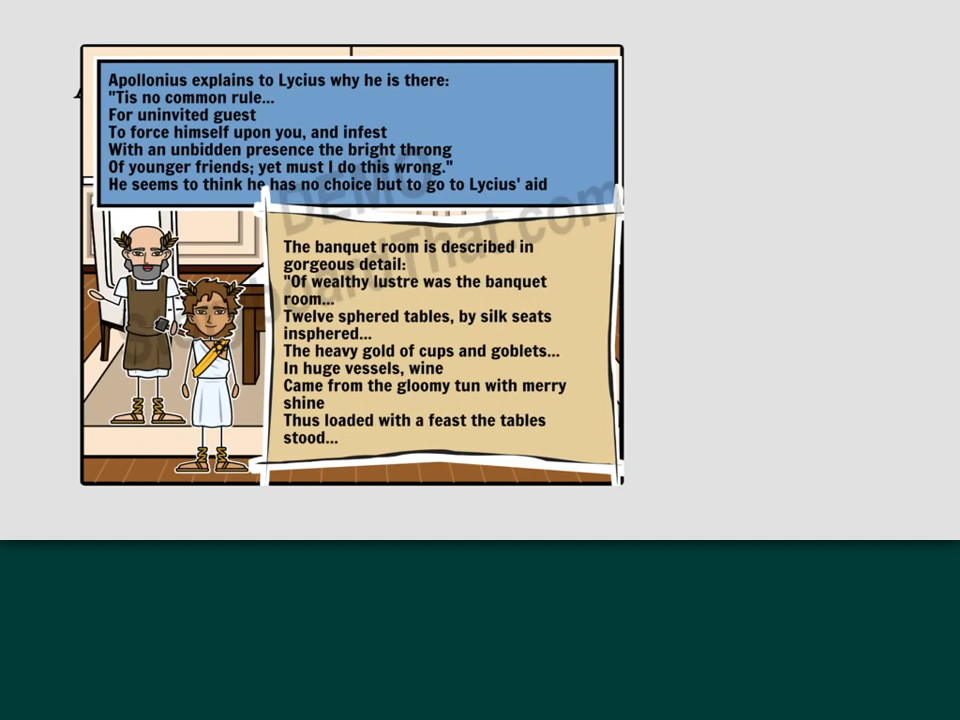 Apollonius explains to Lycius why he is there:
"Tis no common rule...
For uninvited guest
To force himself upon you, and infest
With an unbidden presence the bright throng
Of younger friends; yet must I do this wrong."
He seems to think he has no choice but to go to Lycius' aid
The banquet room is described in
gorgeous detail:
"Of wealthy lustre was the banquet
room...
Twelve sphered tables, by silk seats
insphered...
The heavy gold of cups and goblets...
In huge vessels, wine
Came from the gloomy tun with merry
shine
Thus loaded with a feast the tables
stood...
DEMO